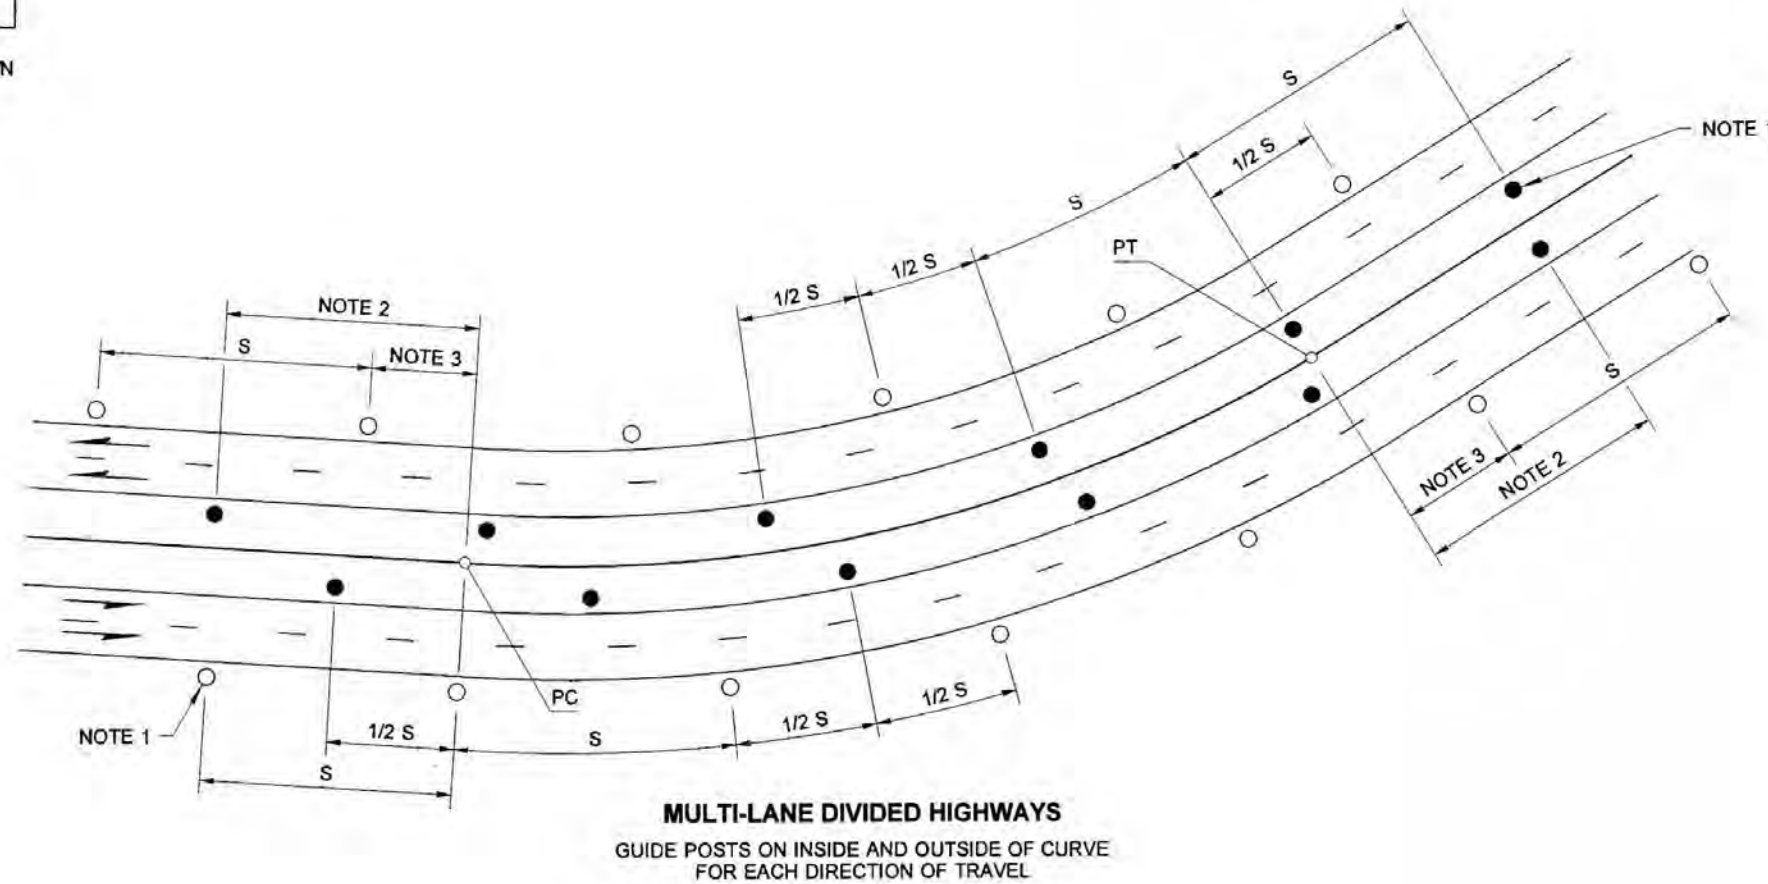 N
S
1/2 S
NOTE
S
1/2 S
PT
1/2 S
NOTE 2
S
NOTE 3
S
NOTE 3
NOTE 2
PC
NOTE 1
1/2 S
S
1/2 S
1/2 S
S
MULTI-LANE DIVIDED HIGHWAYS
GUIDE POSTS ON INSIDE AND OUTSIDE OF CURVE
FOR EACH DIRECTION OF TRAVEL